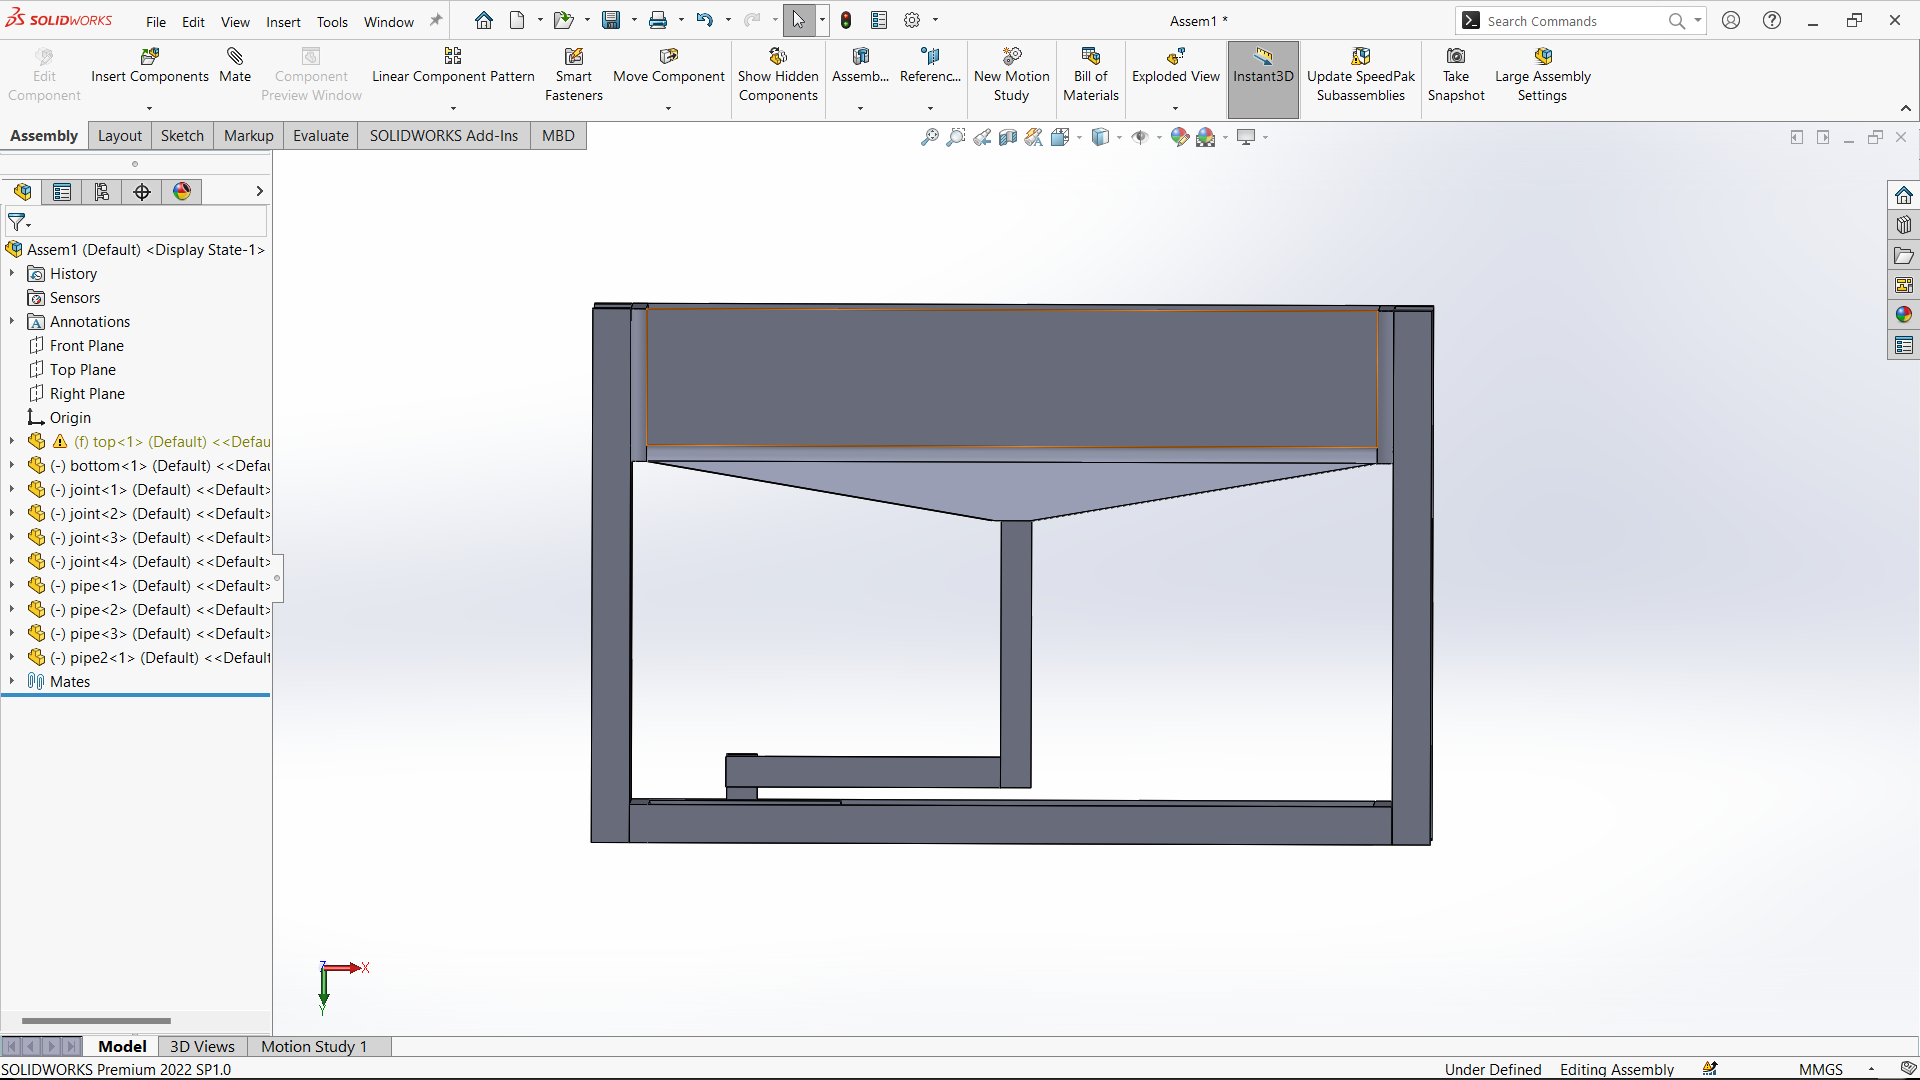 SOLIDWORKS File Edit View Insert Tools Window Assem1 * Search Commands
Edit Component
Insert Components
Mate
Component Preview Window
Linear Component Pattern
Smart Fasteners
Move Component
Show Hidden Components
Assemb...
Referenc...
New Motion Study
Bill of Materials
Exploded View
Instant3D
Update SpeedPak Subassemblies
Take Snapshot
Large Assembly Settings
Assembly Layout Sketch Markup Evaluate SOLIDWORKS Add-Ins MBD
Assem1 (Default) <Display State-1>
History
Sensors
Annotations
Front Plane
Top Plane
Right Plane
Origin
(f) top<1> (Default) <<Defau
(-) bottom<1> (Default) <<Defau
(-) joint<1> (Default) <<Default>
(-) joint<2> (Default) <<Default>
(-) joint<3> (Default) <<Default>
(-) joint<4> (Default) <<Default>
(-) pipe<1> (Default) <<Default>
(-) pipe<2> (Default) <<Default>
(-) pipe<3> (Default) <<Default>
(-) pipe2<1> (Default) <<Default
Mates
Z X
Y
Model 3D Views Motion Study 1
SOLIDWORKS Premium 2022 SP1.0 Under Defined Editing Assembly MMGS